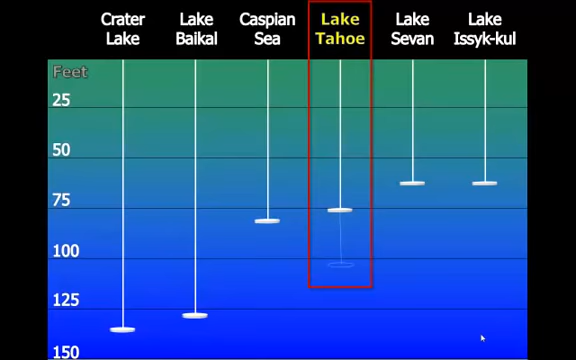 Crater
Lake
Lake
Baikal
Caspian
Sea
Lake
Tahoe
Lake
Sevan
Lake
Issyk-kul
Feet
25
50
75
100
125
150